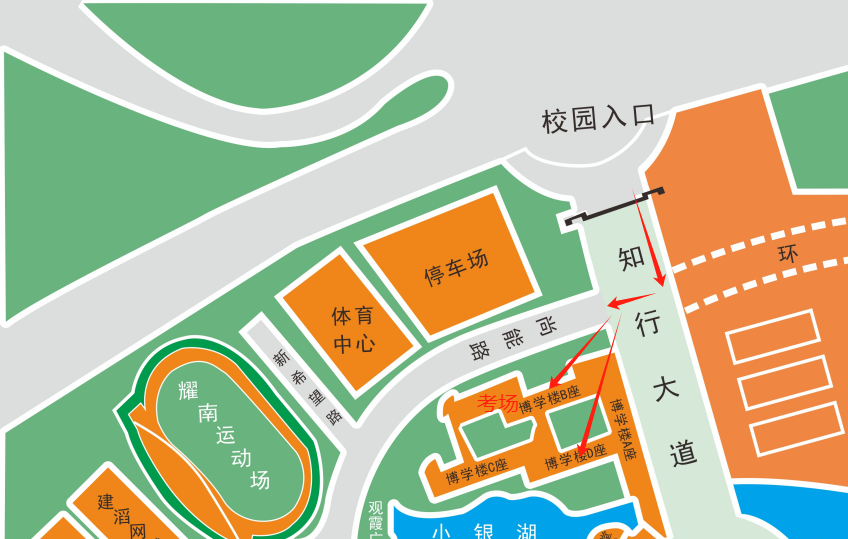 校园入口
知行大道
环
停车场
体育
中心
尚能路
新希望路
耀南运动场
考场
博学楼B座
博学楼A座
博学楼C座
博学楼D座
建滔网
观霞广
小银湖